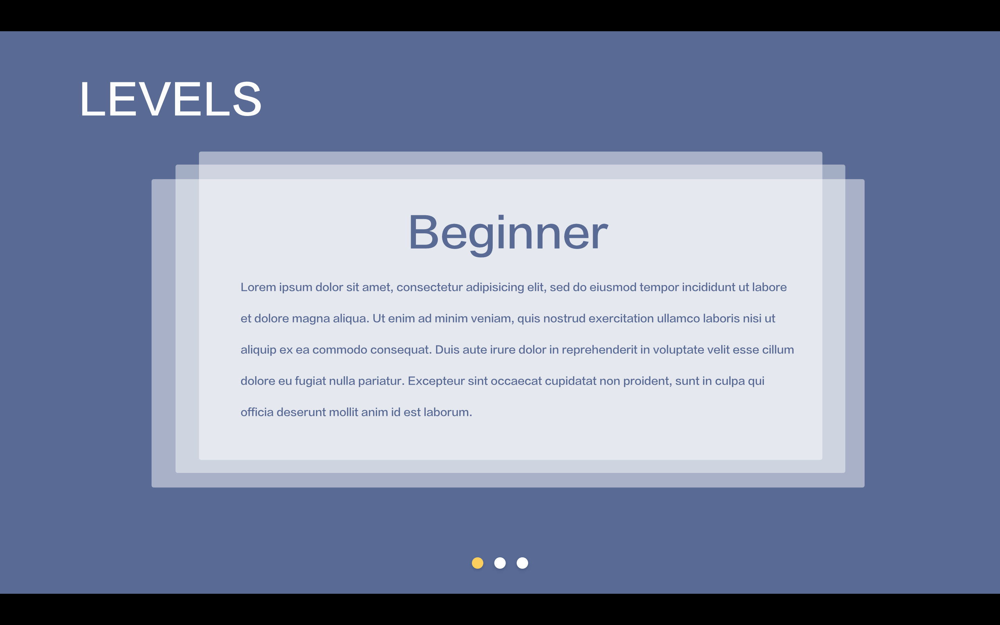 LEVELS
Beginner
Lorem ipsum dolor sit amet, consectetur adipisicing elit, sed do eiusmod tempor incididunt ut labore
et dolore magna aliqua. Ut enim ad minim veniam, quis nostrud exercitation ullamco laboris nisi ut
aliquip ex ea commodo consequat. Duis aute irure dolor in reprehenderit in voluptate velit esse cillum
dolore eu fugiat nulla pariatur. Excepteur sint occaecat cupidatat non proident, sunt in culpa qui
officia deserunt mollit anim id est laborum.